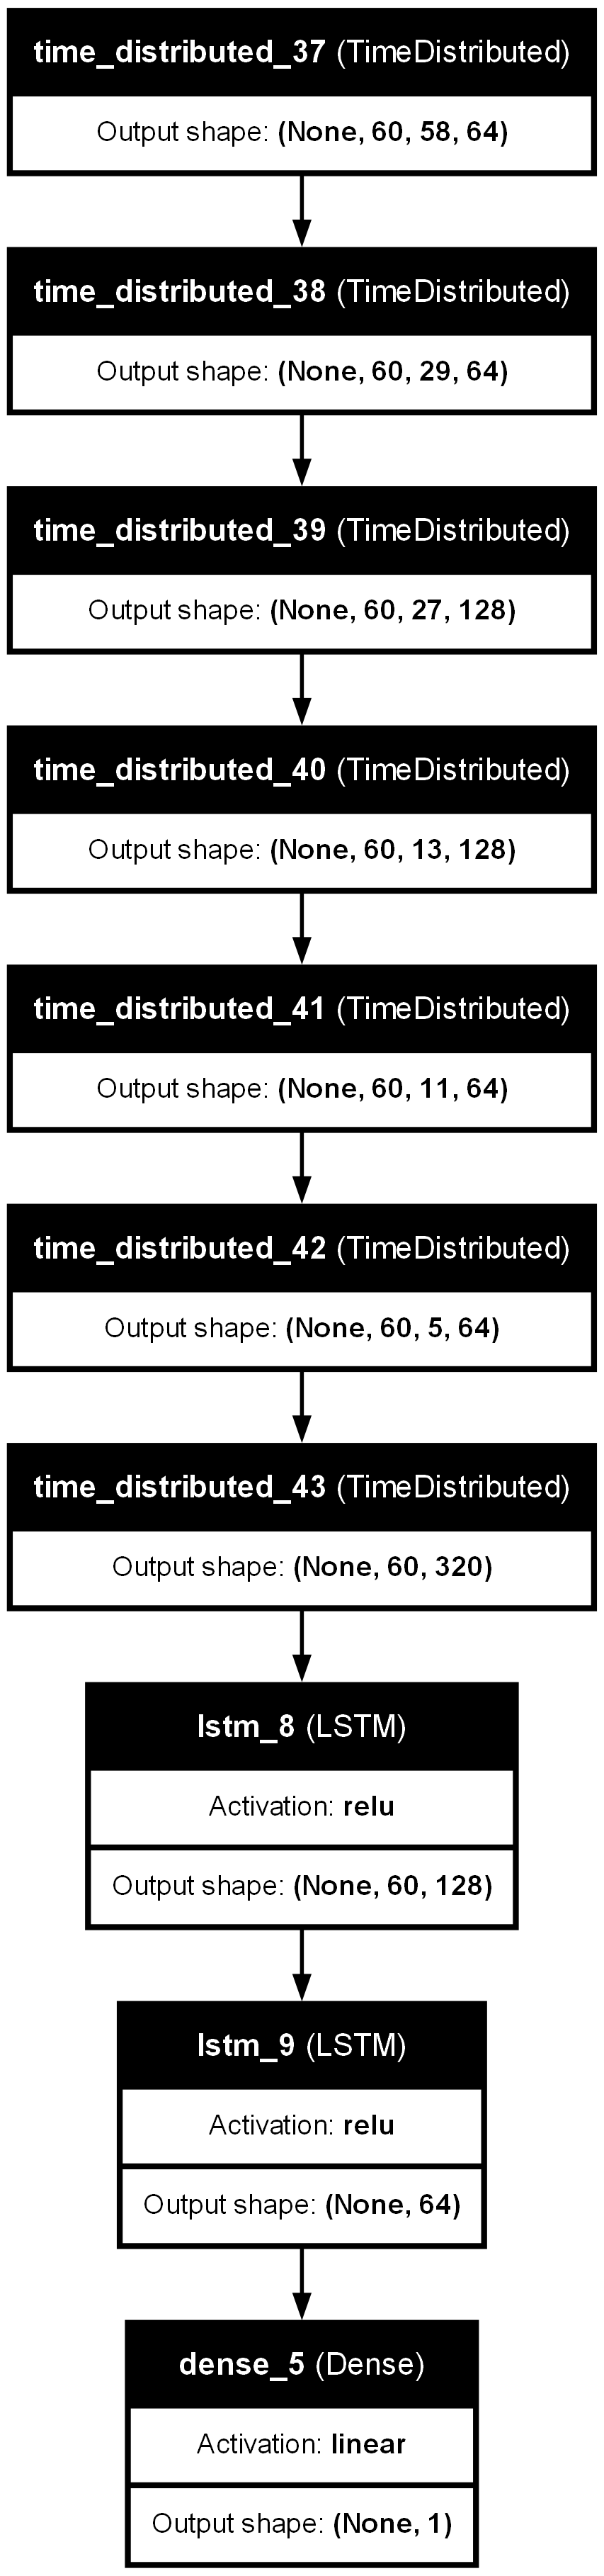 time_distributed_37 (TimeDistributed)
Output shape: (None, 60, 58, 64)
time_distributed_38 (TimeDistributed)
Output shape: (None, 60, 29, 64)
time_distributed_39 (TimeDistributed)
Output shape: (None, 60, 27, 128)
time_distributed_40 (TimeDistributed)
Output shape: (None, 60, 13, 128)
time_distributed_41 (TimeDistributed)
Output shape: (None, 60, 11, 64)
time_distributed_42 (TimeDistributed)
Output shape: (None, 60, 5, 64)
time_distributed_43 (TimeDistributed)
Output shape: (None, 60, 320)
lstm_8 (LSTM)
Activation: relu
Output shape: (None, 60, 128)
lstm_9 (LSTM)
Activation: relu
Output shape: (None, 64)
dense_5 (Dense)
Activation: linear
Output shape: (None, 1)